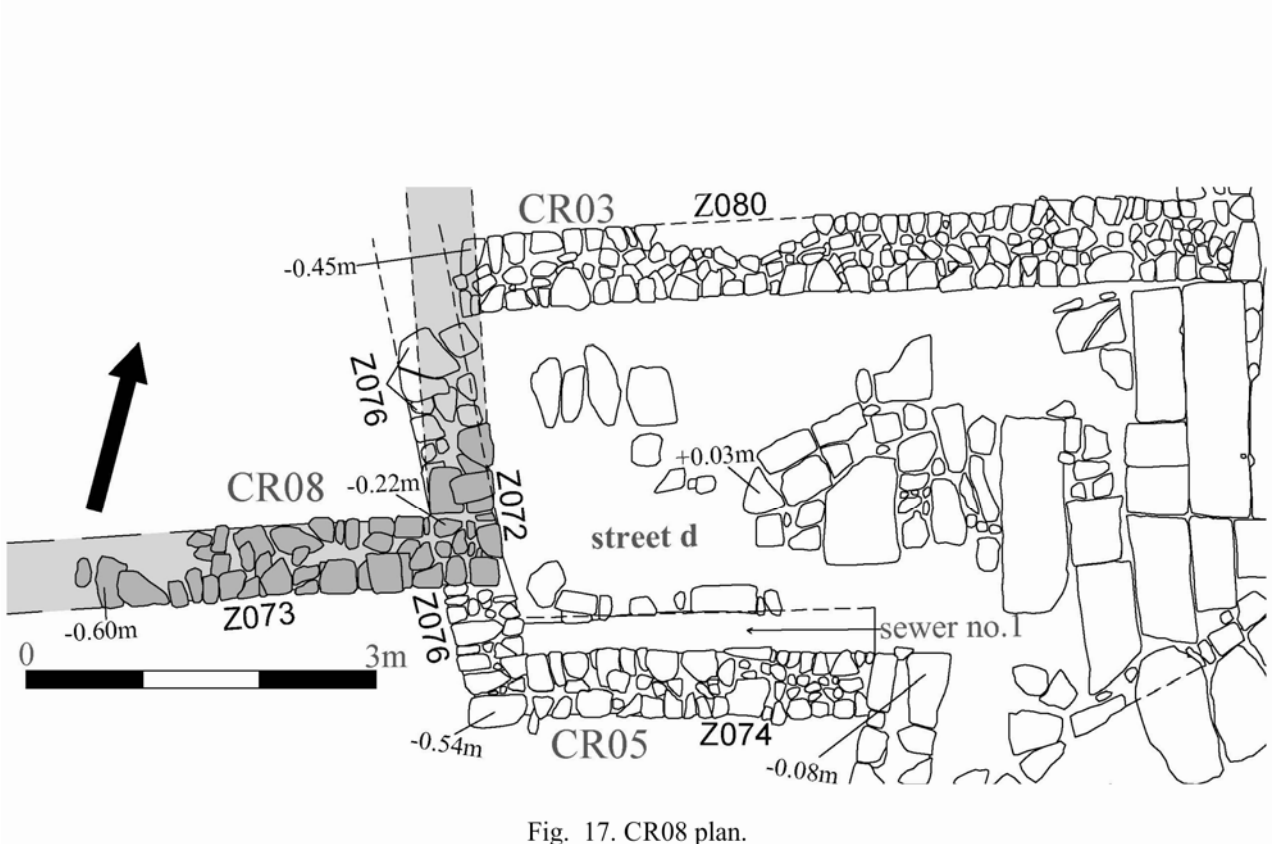 CR03
Z080
-0.45m
Z076
+0.03m
CR08
-0.22m
Z072
street d
Z073
-0.60m
Z076
sewer no.1
0
3m
-0.54m
CR05
Z074
-0.08m
Fig. 17. CR08 plan.